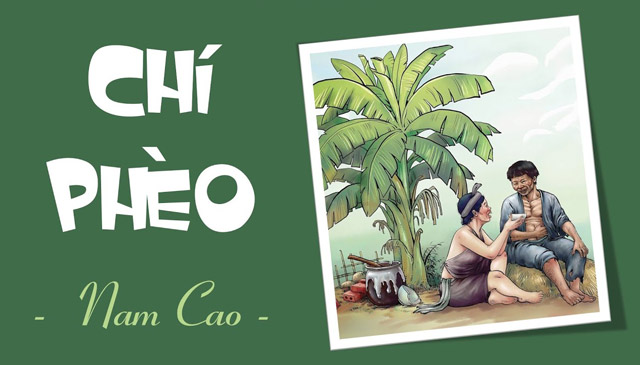 CHÍ
PHÈO
- Nam Cao -